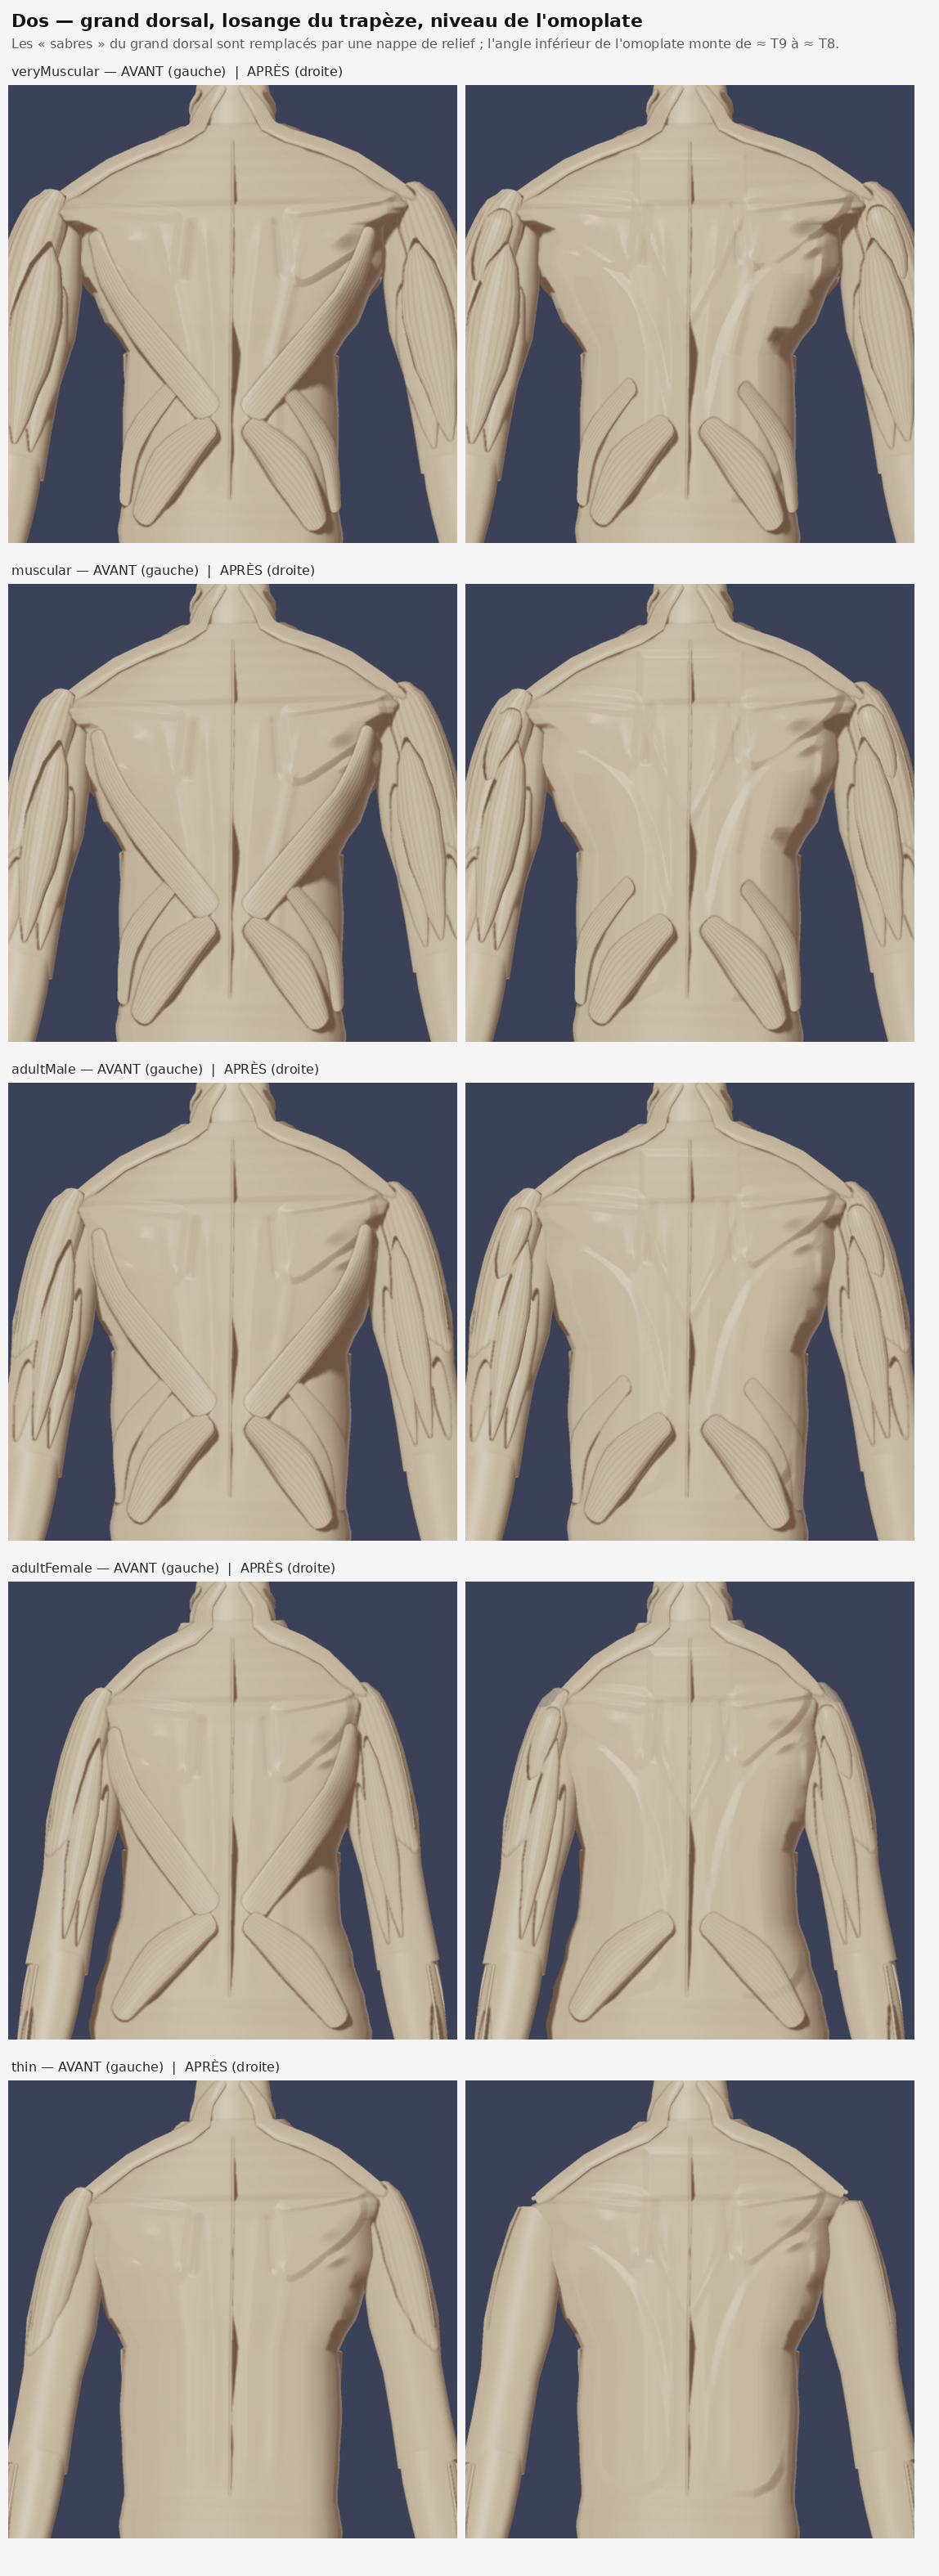 Dos — grand dorsal, losange du trapèze, niveau de l'omoplate
Les « sabres » du grand dorsal sont remplacés par une nappe de relief ; l'angle inférieur de l'omoplate monte de ≈ T9 à ≈ T8.
veryMuscular — AVANT (gauche) | APRÈS (droite)
muscular — AVANT (gauche) | APRÈS (droite)
adultMale — AVANT (gauche) | APRÈS (droite)
adultFemale — AVANT (gauche) | APRÈS (droite)
thin — AVANT (gauche) | APRÈS (droite)